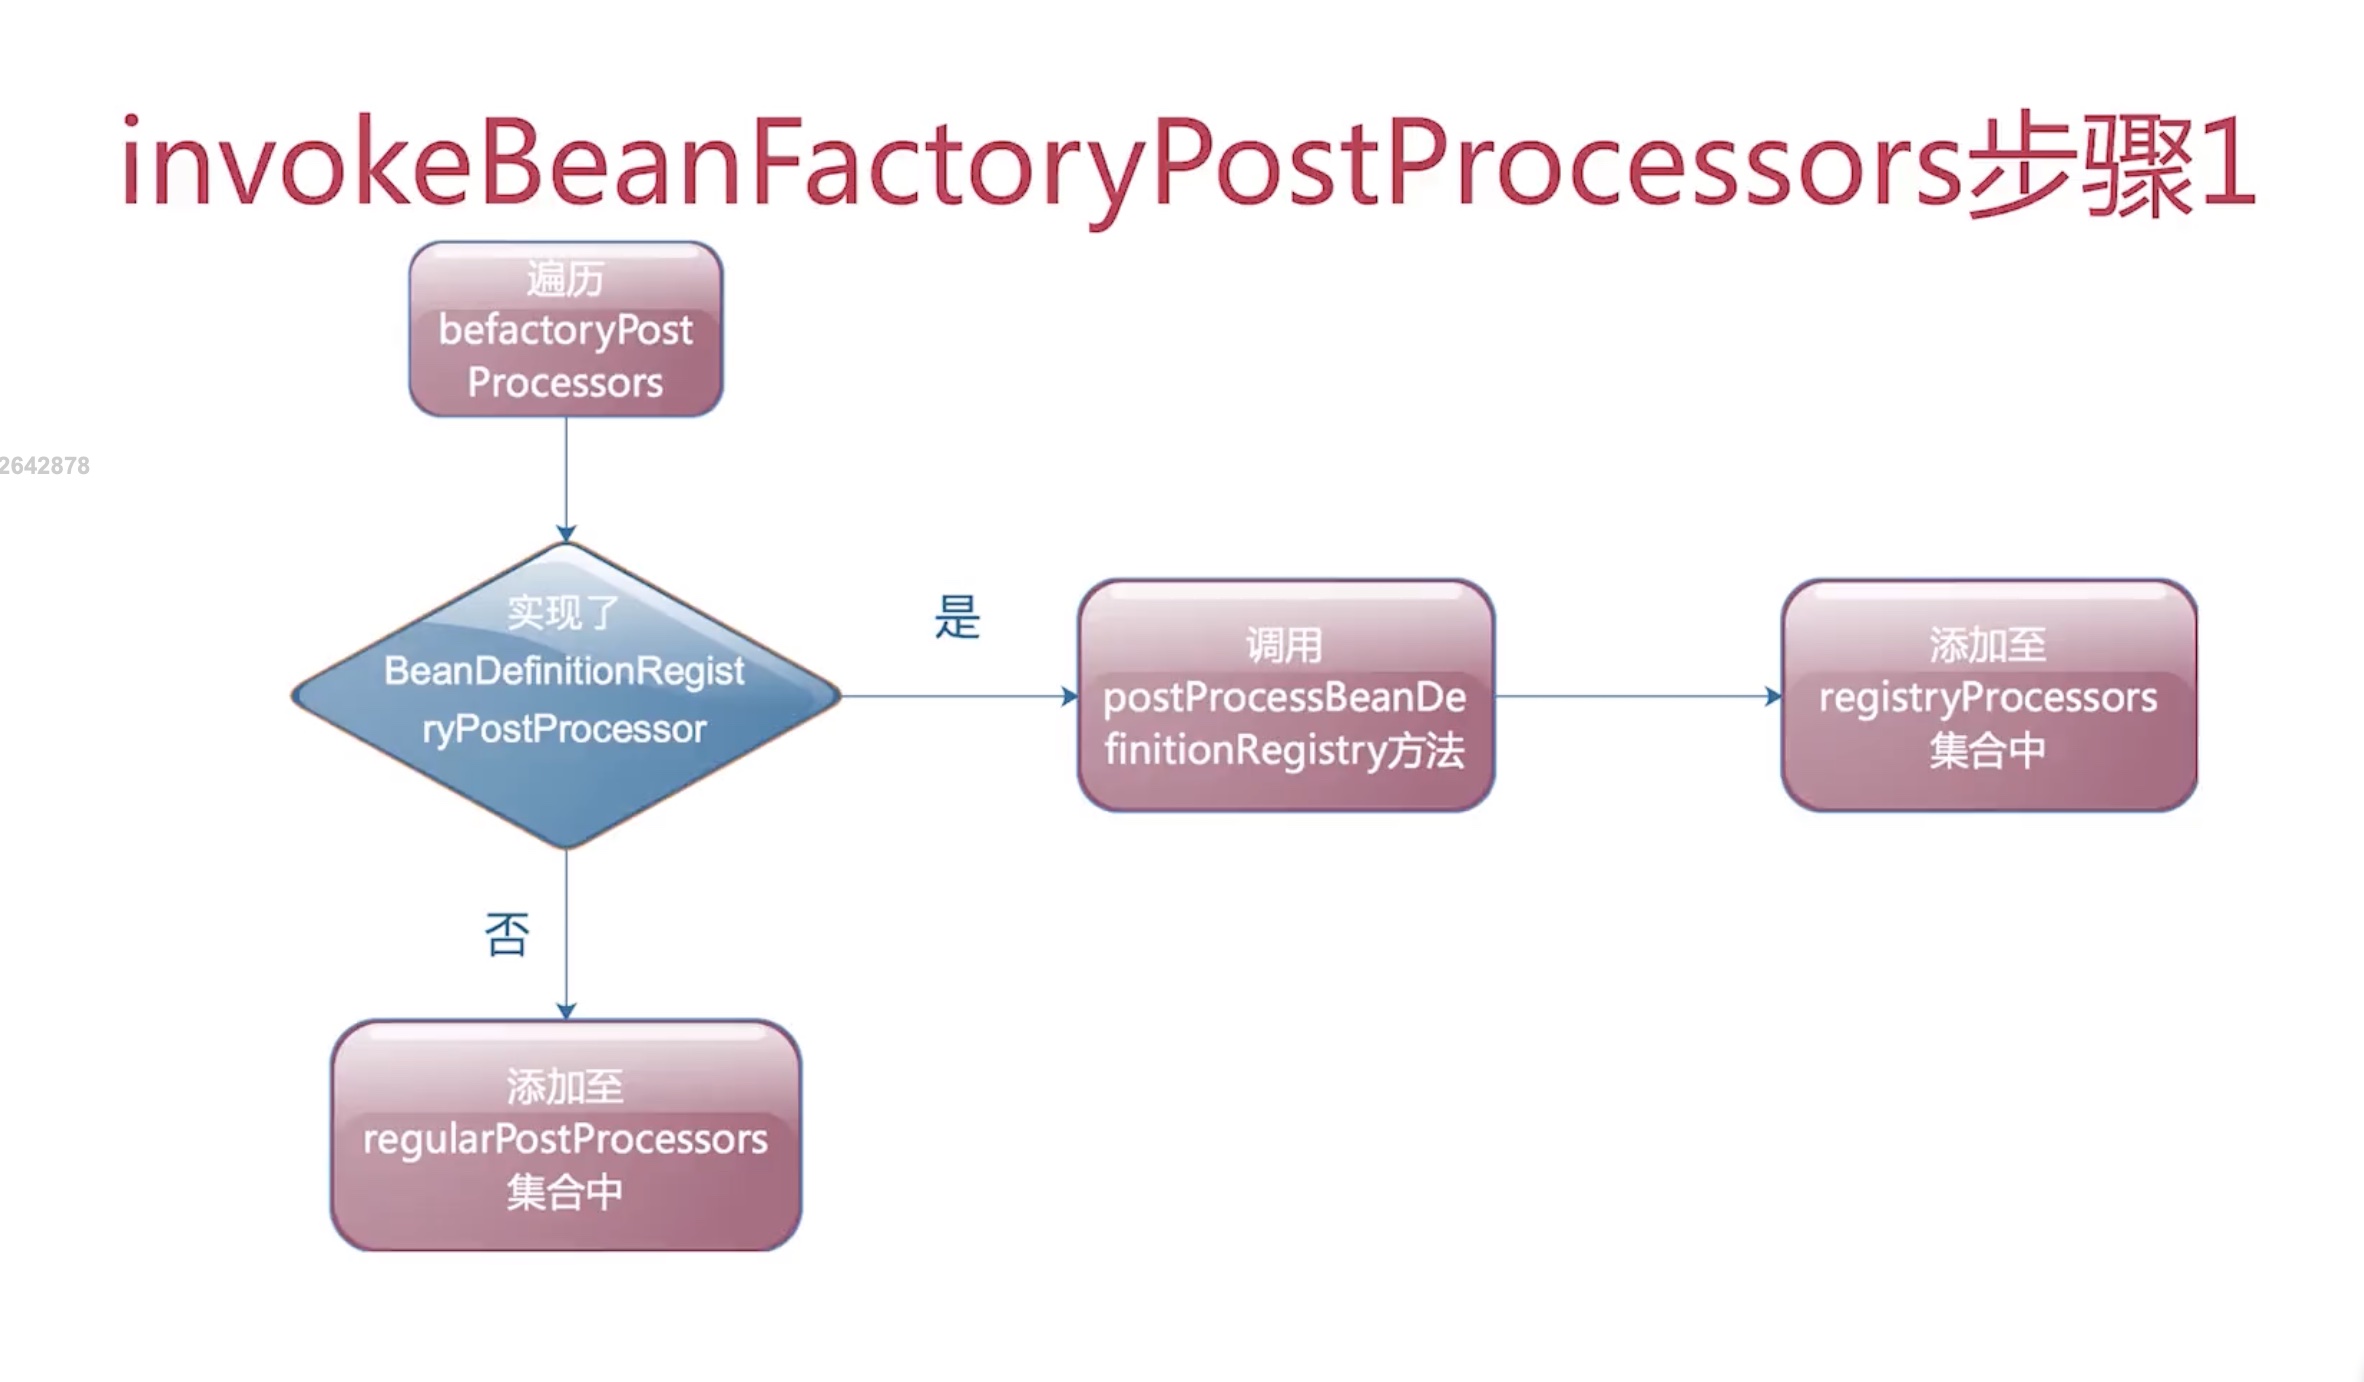 invokeBeanFactoryPostProcessors步骤1
遍历
befactoryPost
Processors
2642878
实现了
BeanDefinitionRegist
ryPostProcessor
是
调用
postProcessBeanDe
finitionRegistry方法
添加至
registryProcessors
集合中
否
添加至
regularPostProcessors
集合中